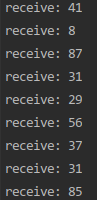 receive: 41
receive: 8
receive: 87
receive: 31
receive: 29
receive: 56
receive: 37
receive: 31
receive: 85